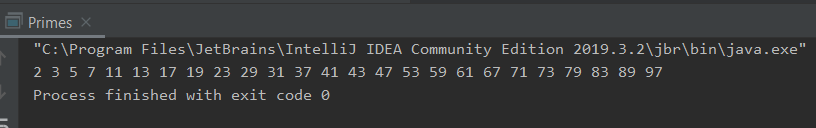 Primes
"C:\Program Files\JetBrains\IntelliJ IDEA Community Edition 2019.3.2\jbr\bin\java.exe"
2 3 5 7 11 13 17 19 23 29 31 37 41 43 47 53 59 61 67 71 73 79 83 89 97
Process finished with exit code 0